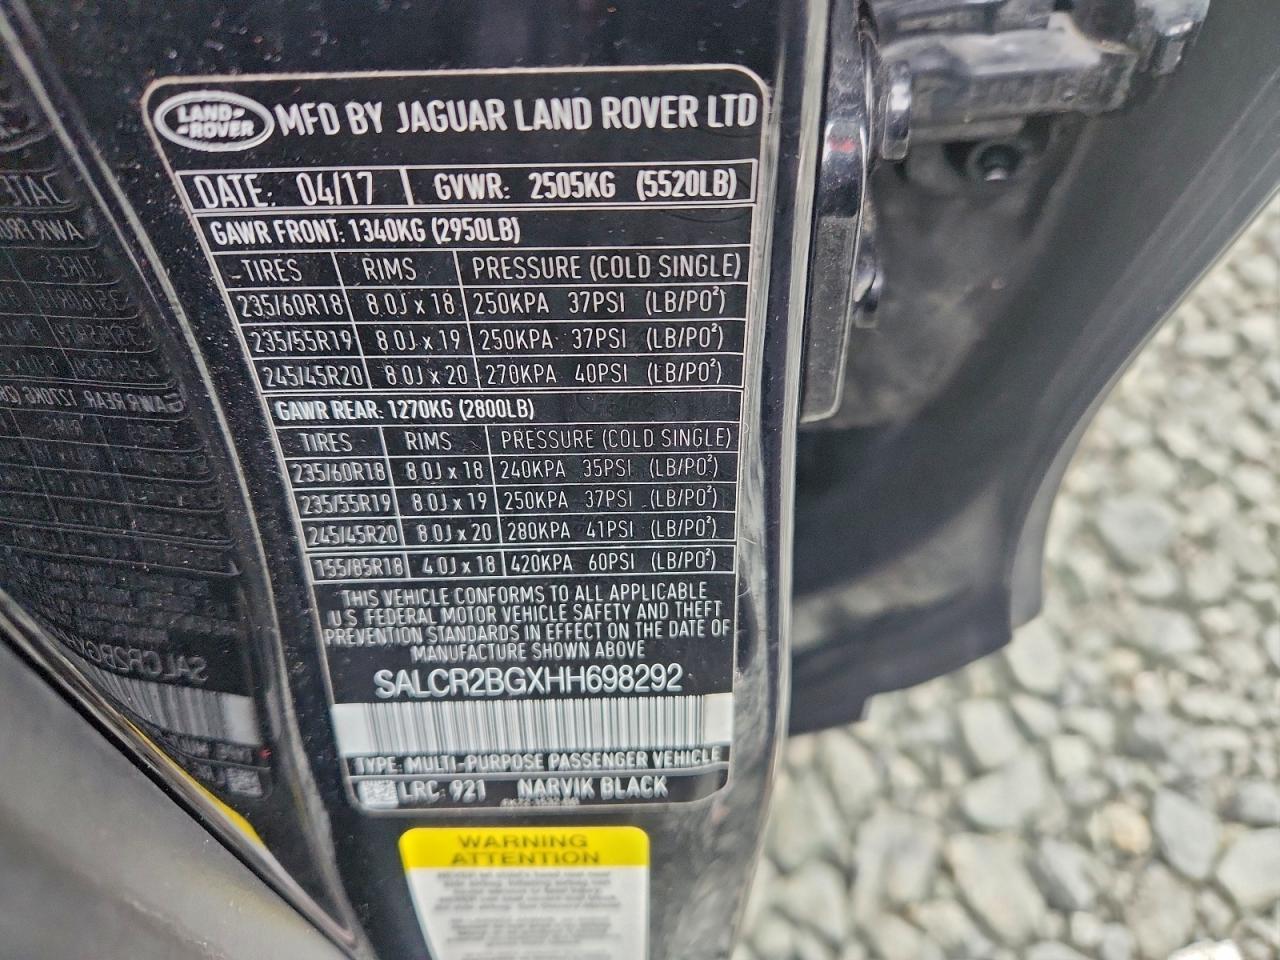 LAND ROVER MFD BY JAGUAR LAND ROVER LTD
DATE: 04/17 GVWR: 2505KG (5520LB)
GAWR FRONT: 1340KG (2950LB)
TIRES RIMS PRESSURE (COLD SINGLE)
235/60R18 8.0J x 18 250KPA 37PSI (LB/PO²)
235/55R19 8.0J x 19 250KPA 37PSI (LB/PO²)
245/45R20 8.0J x 20 270KPA 40PSI (LB/PO²)
GAWR REAR: 1270KG (2800LB)
TIRES RIMS PRESSURE (COLD SINGLE)
235/60R18 8.0J x 18 240KPA 35PSI (LB/PO²)
235/55R19 8.0J x 19 250KPA 37PSI (LB/PO²)
245/45R20 8.0J x 20 280KPA 41PSI (LB/PO²)
155/85R18 4.0J x 18 420KPA 60PSI (LB/PO²)
THIS VEHICLE CONFORMS TO ALL APPLICABLE
U.S. FEDERAL MOTOR VEHICLE SAFETY AND THEFT
PREVENTION STANDARDS IN EFFECT ON THE DATE OF
MANUFACTURE SHOWN ABOVE
SALCR2BGXHH698292
TYPE: MULTI-PURPOSE PASSENGER VEHICLE
LRC: 921 NARVIK BLACK
WARNING
ATTENTION